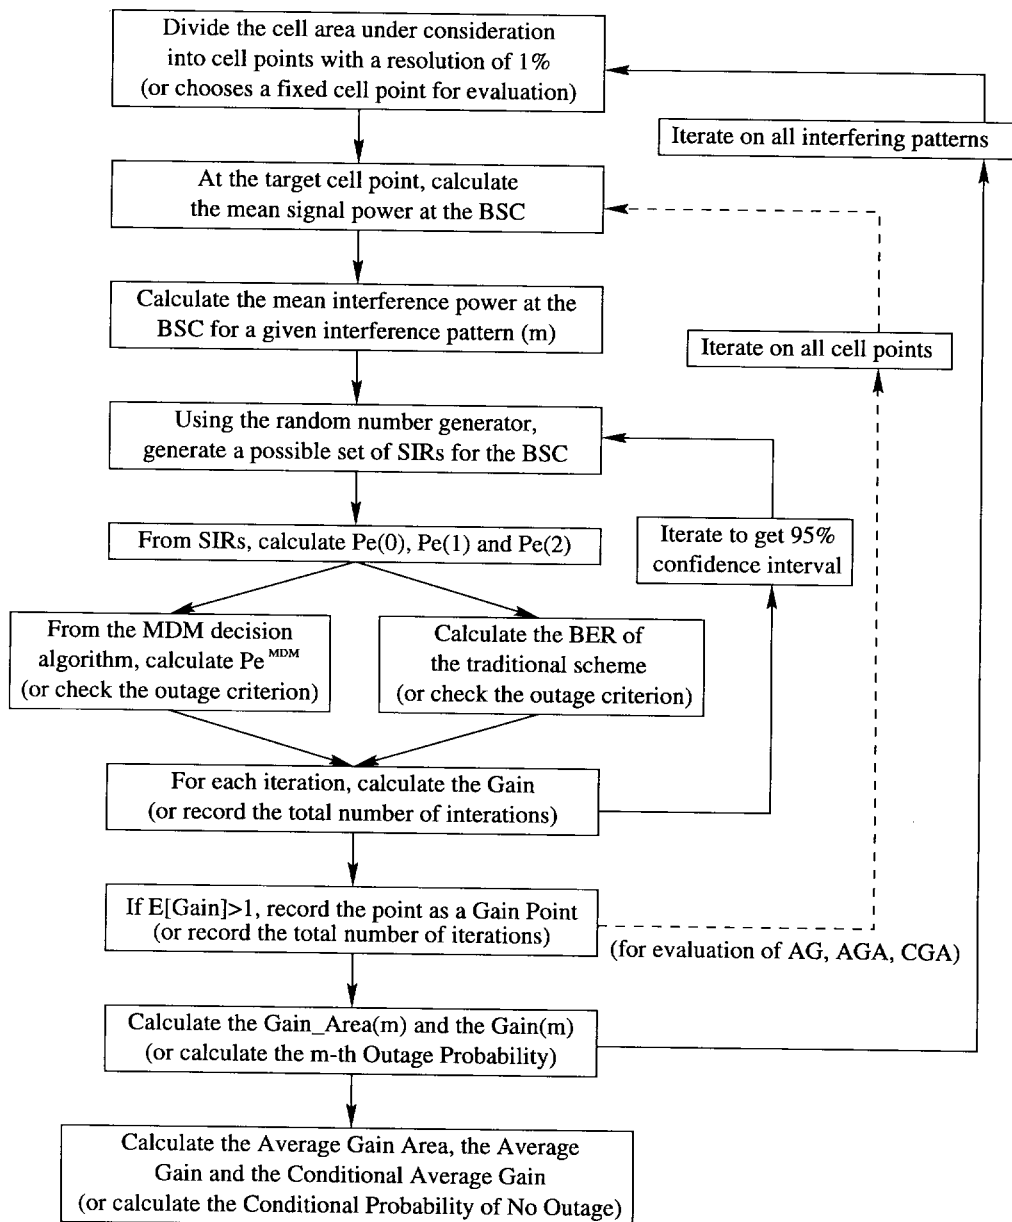 Divide the cell area under consideration
into cell points with a resolution of 1%
(or chooses a fixed cell point for evaluation)
Iterate on all interfering patterns
At the target cell point, calculate
the mean signal power at the BSC
Calculate the mean interference power at the
BSC for a given interference pattern (m)
Iterate on all cell points
Using the random number generator,
generate a possible set of SIRs for the BSC
From SIRs, calculate Pe(0), Pe(1) and Pe(2)
Iterate to get 95%
confidence interval
From the MDM decision
algorithm, calculate Pe MDM
(or check the outage criterion)
Calculate the BER of
the traditional scheme
(or check the outage criterion)
For each iteration, calculate the Gain
(or record the total number of interations)
If E[Gain]>1, record the point as a Gain Point
(or record the total number of iterations)
(for evaluation of AG, AGA, CGA)
Calculate the Gain_Area(m) and the Gain(m)
(or calculate the m-th Outage Probability)
Calculate the Average Gain Area, the Average
Gain and the Conditional Average Gain
(or calculate the Conditional Probability of No Outage)